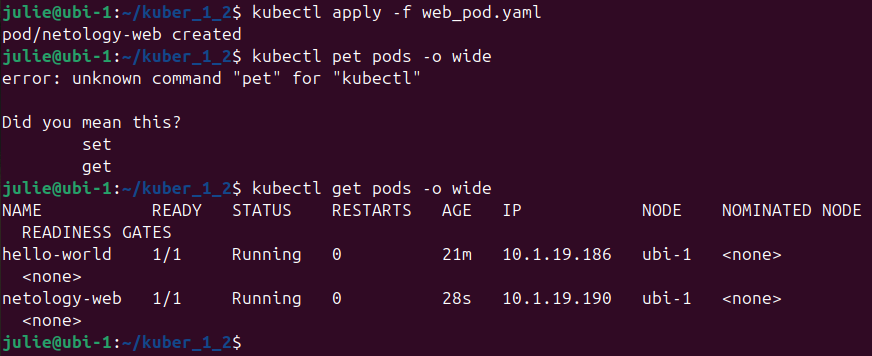 julie@ubi-1:~/kuber_1_2$ kubectl apply -f web_pod.yaml
pod/netology-web created
julie@ubi-1:~/kuber_1_2$ kubectl pet pods -o wide
error: unknown command "pet" for "kubectl"

Did you mean this?
        set
        get
julie@ubi-1:~/kuber_1_2$ kubectl get pods -o wide
NAME           READY   STATUS    RESTARTS   AGE   IP            NODE    NOMINATED NODE
  READINESS GATES
hello-world    1/1     Running   0          21m   10.1.19.186   ubi-1   <none>
  <none>
netology-web   1/1     Running   0          28s   10.1.19.190   ubi-1   <none>
  <none>
julie@ubi-1:~/kuber_1_2$